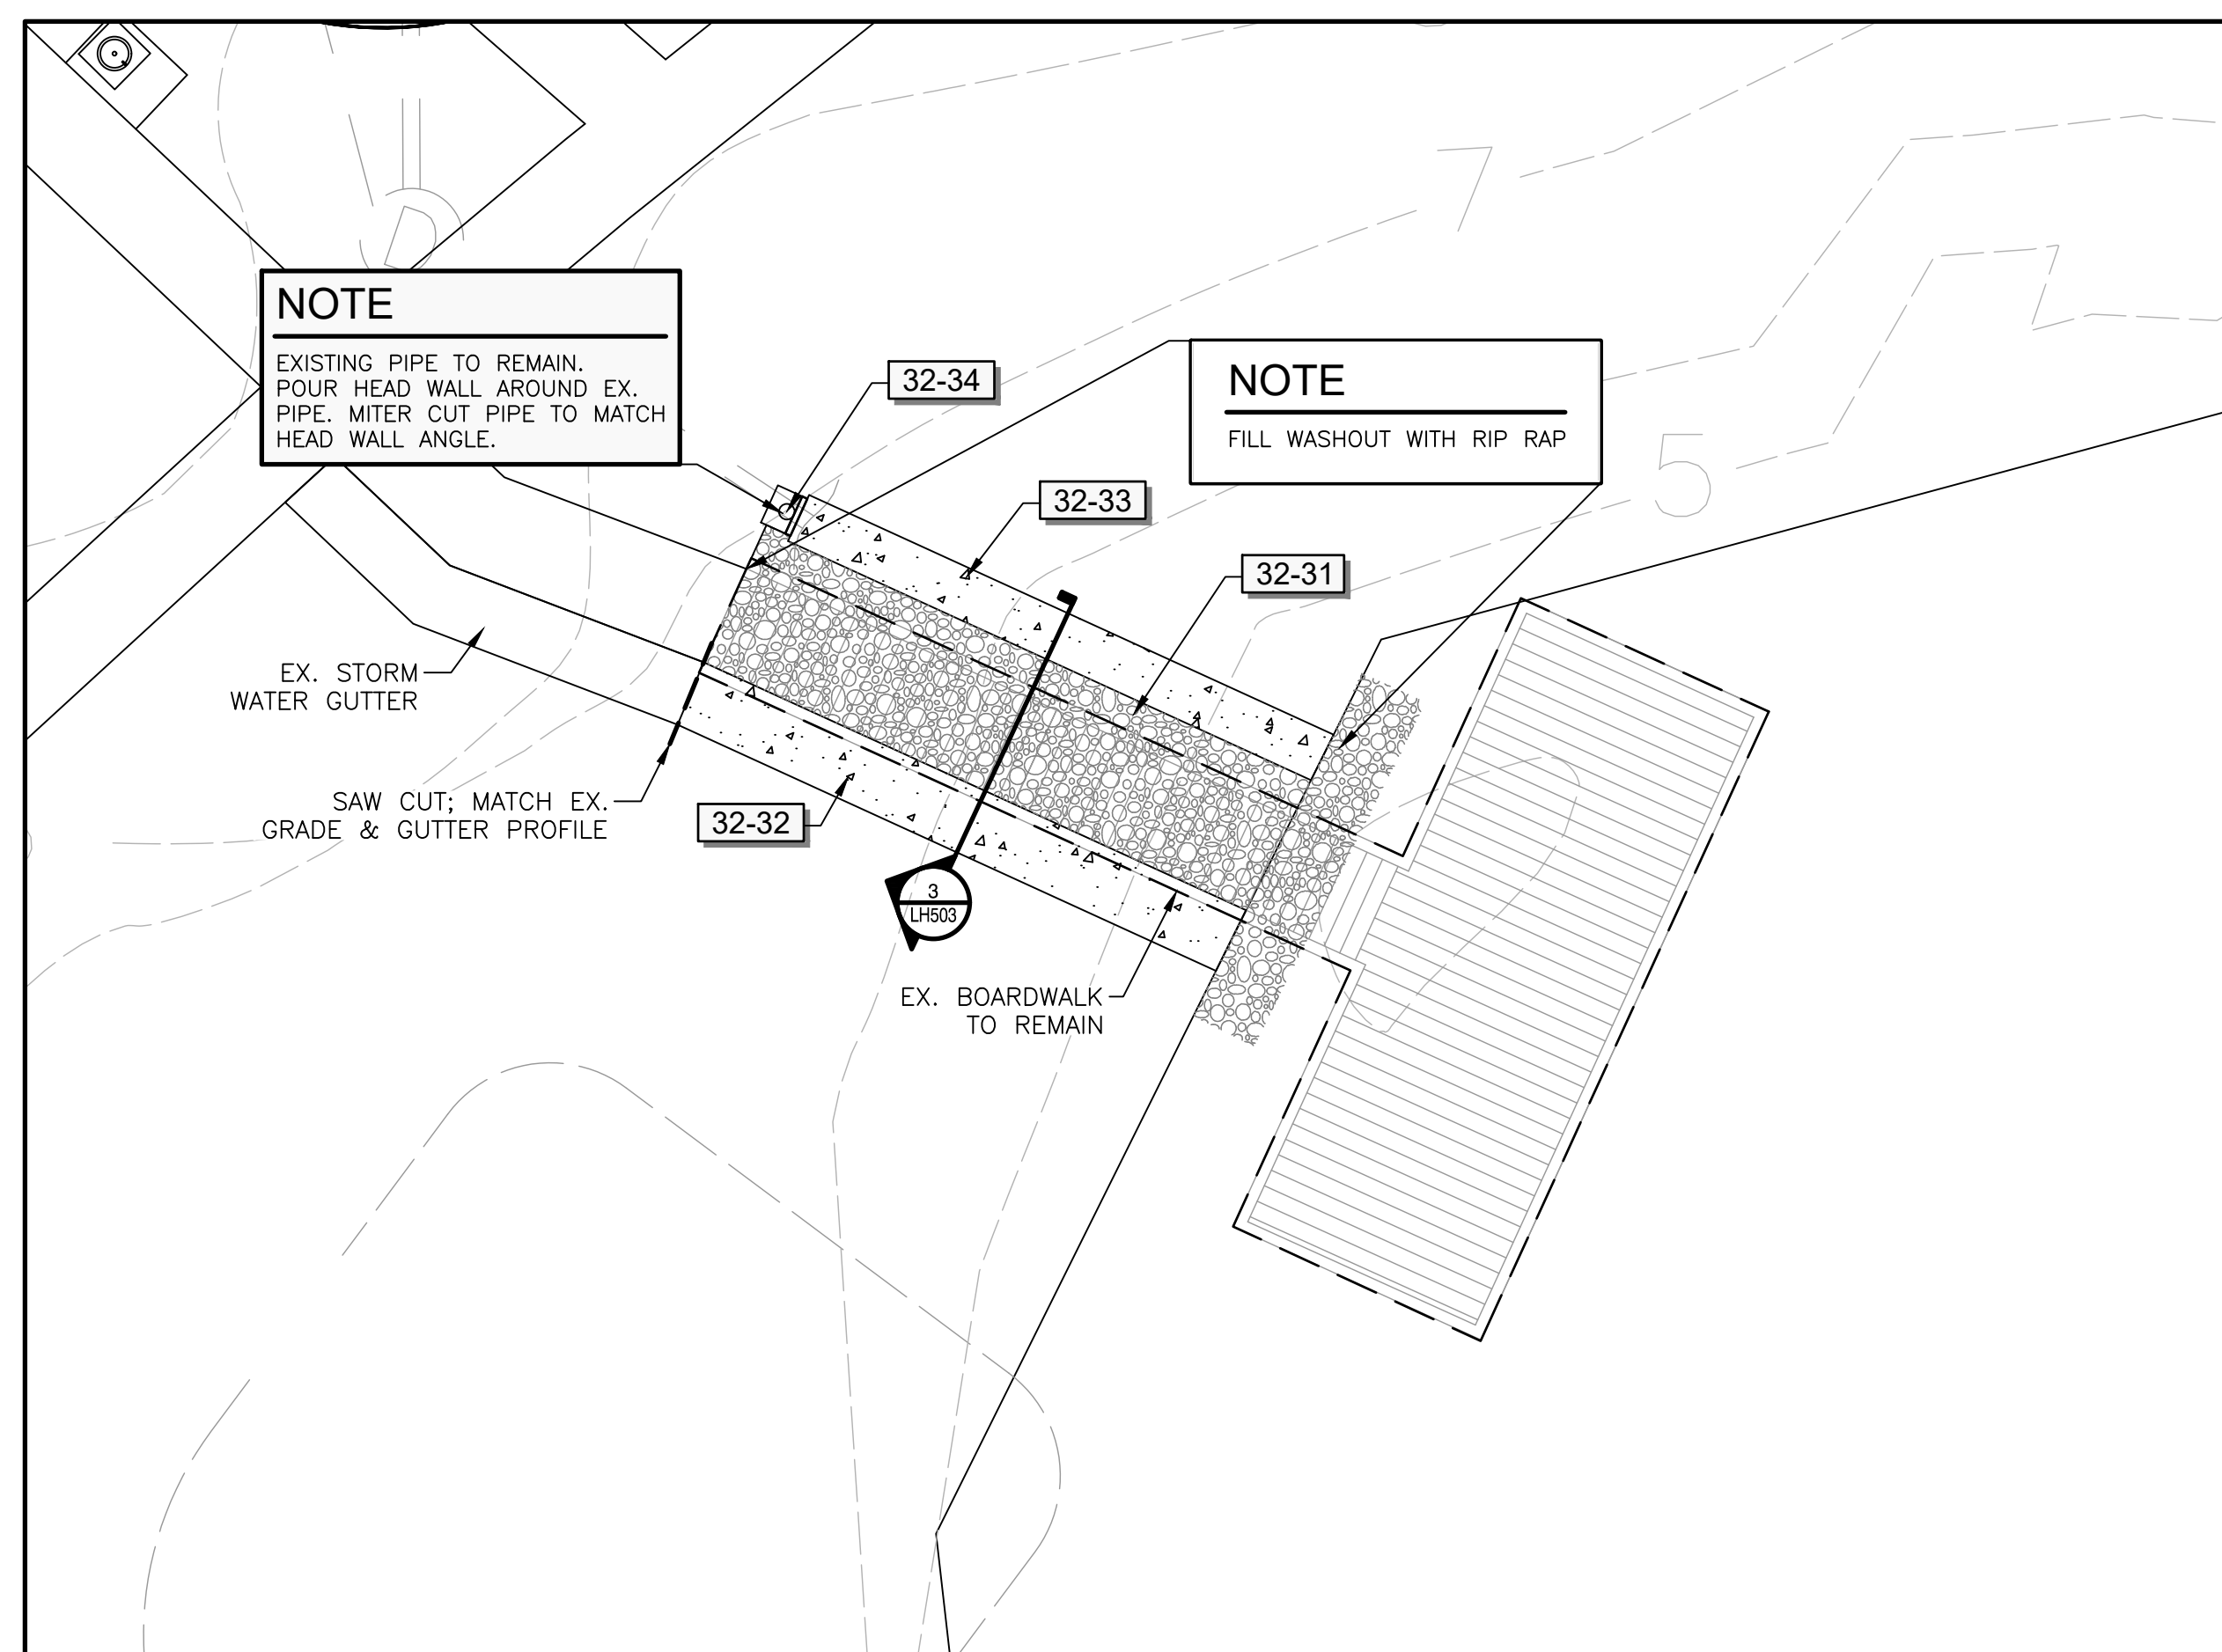 NOTE
EXISTING PIPE TO REMAIN.
POUR HEAD WALL AROUND EX.
PIPE. MITER CUT PIPE TO MATCH
HEAD WALL ANGLE.
32-34
NOTE
FILL WASHOUT WITH RIP RAP
7
5
32-33
32-31
EX. STORM
WATER GUTTER
SAW CUT; MATCH EX.
GRADE & GUTTER PROFILE
32-32
3
LH503
EX. BOARDWALK
TO REMAIN